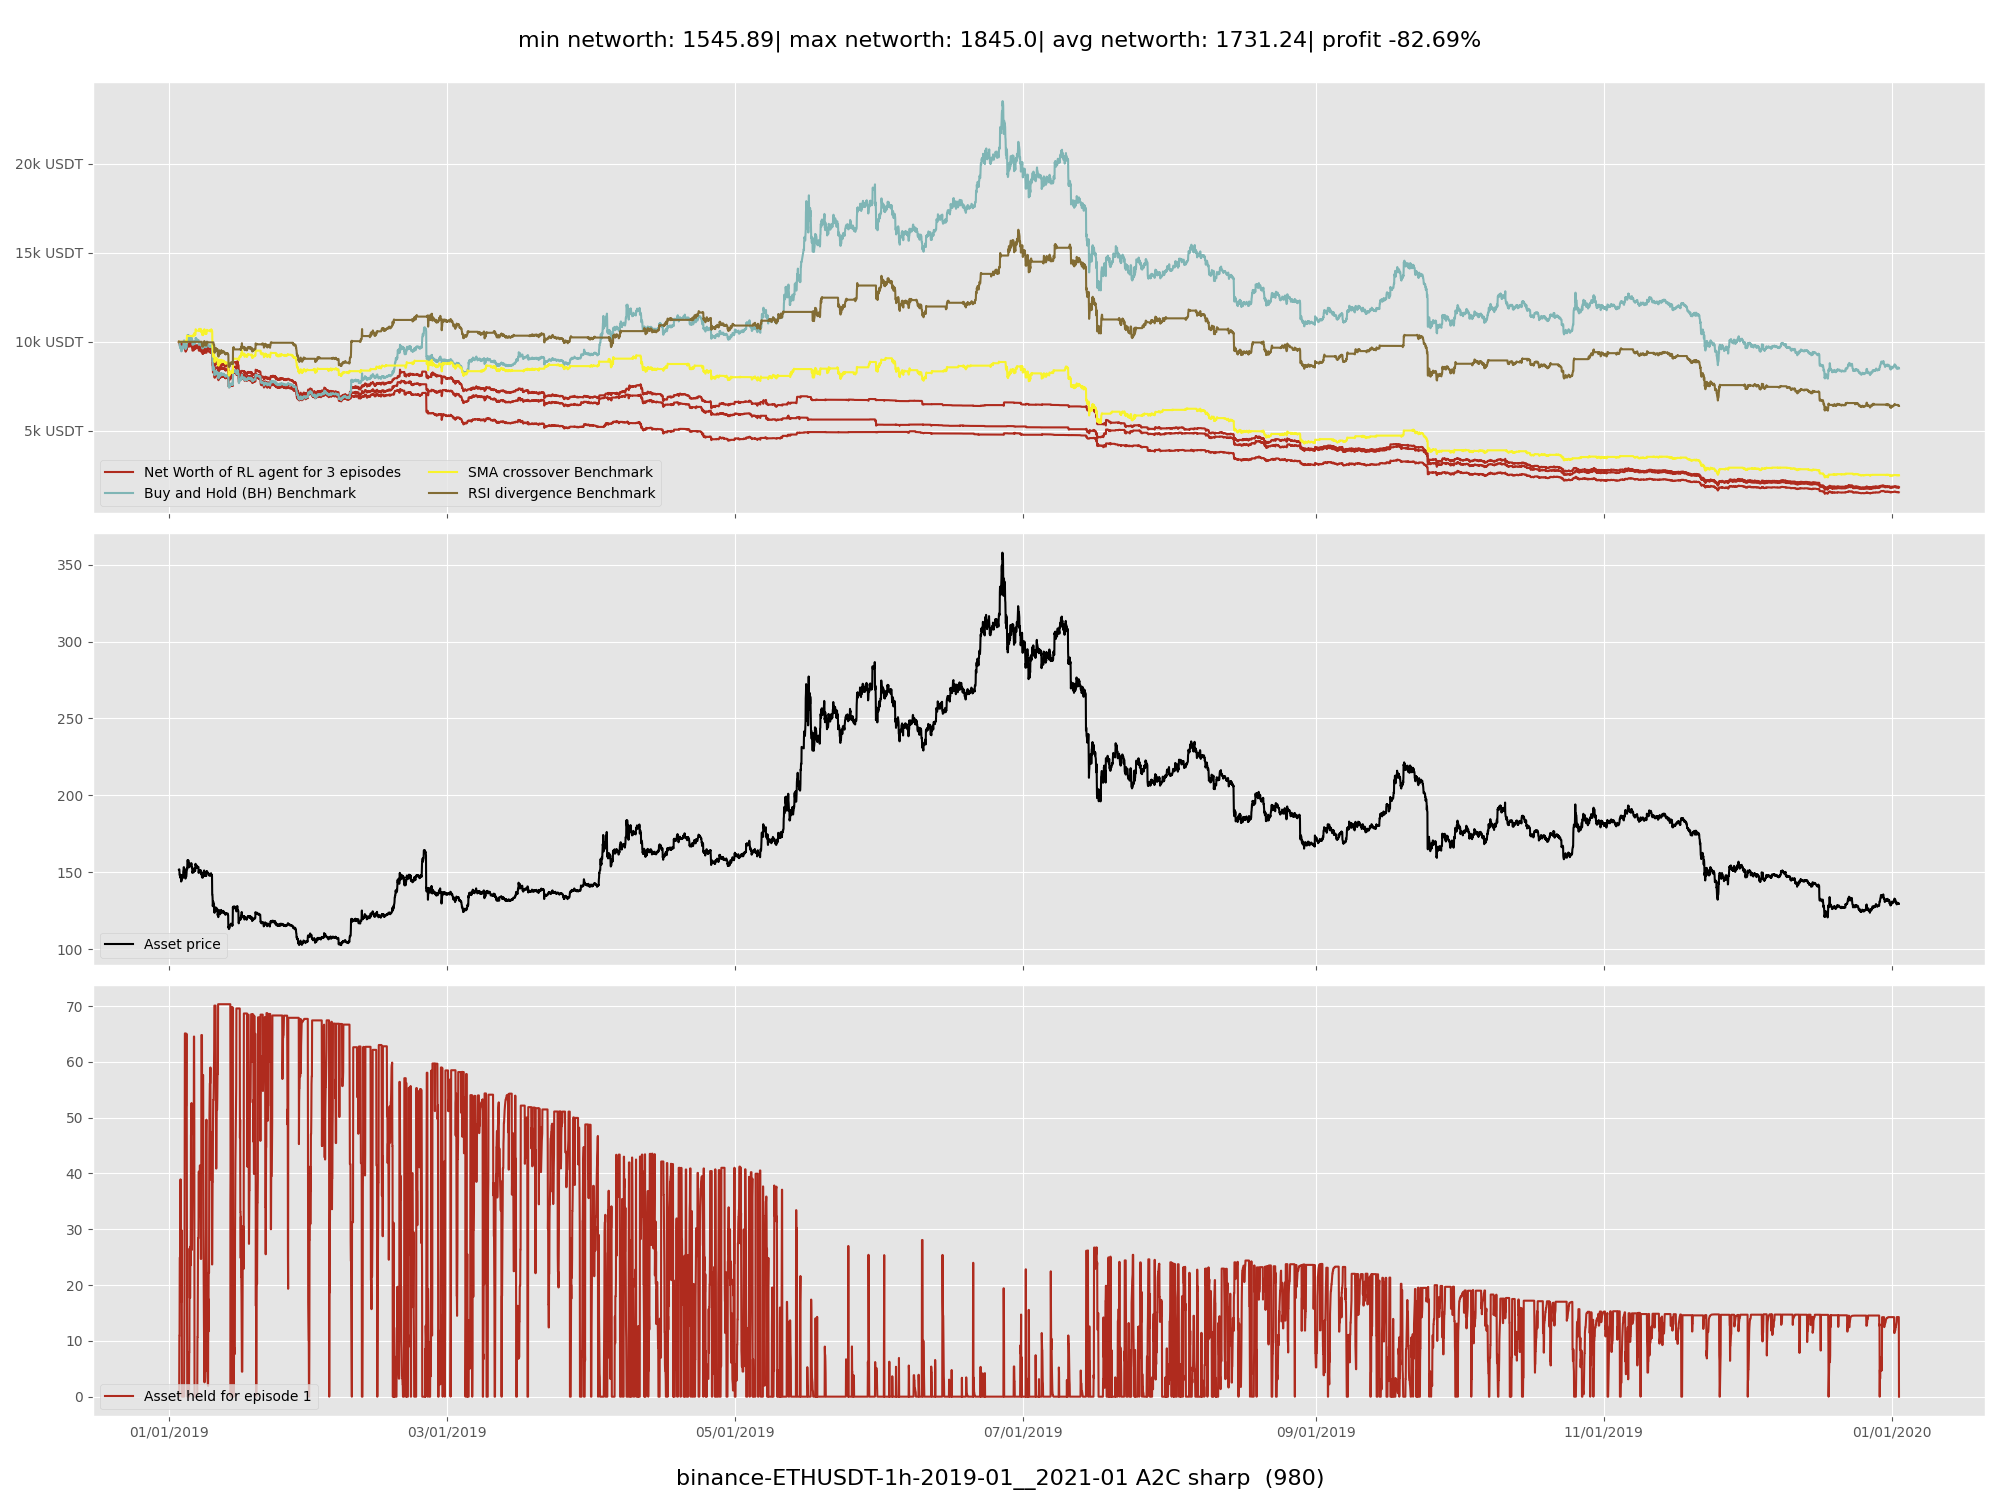 min networth: 1545.89| max networth: 1845.0| avg networth: 1731.24| profit -82.69%
20k USDT
15k USDT
10k USDT
5k USDT
Net Worth of RL agent for 3 episodes
Buy and Hold (BH) Benchmark
SMA crossover Benchmark
RSI divergence Benchmark
350
300
250
200
150
100
Asset price
70
60
50
40
30
20
10
0
Asset held for episode 1
01/01/2019 03/01/2019 05/01/2019 07/01/2019 09/01/2019 11/01/2019 01/01/2020
binance-ETHUSDT-1h-2019-01__2021-01 A2C sharp (980)